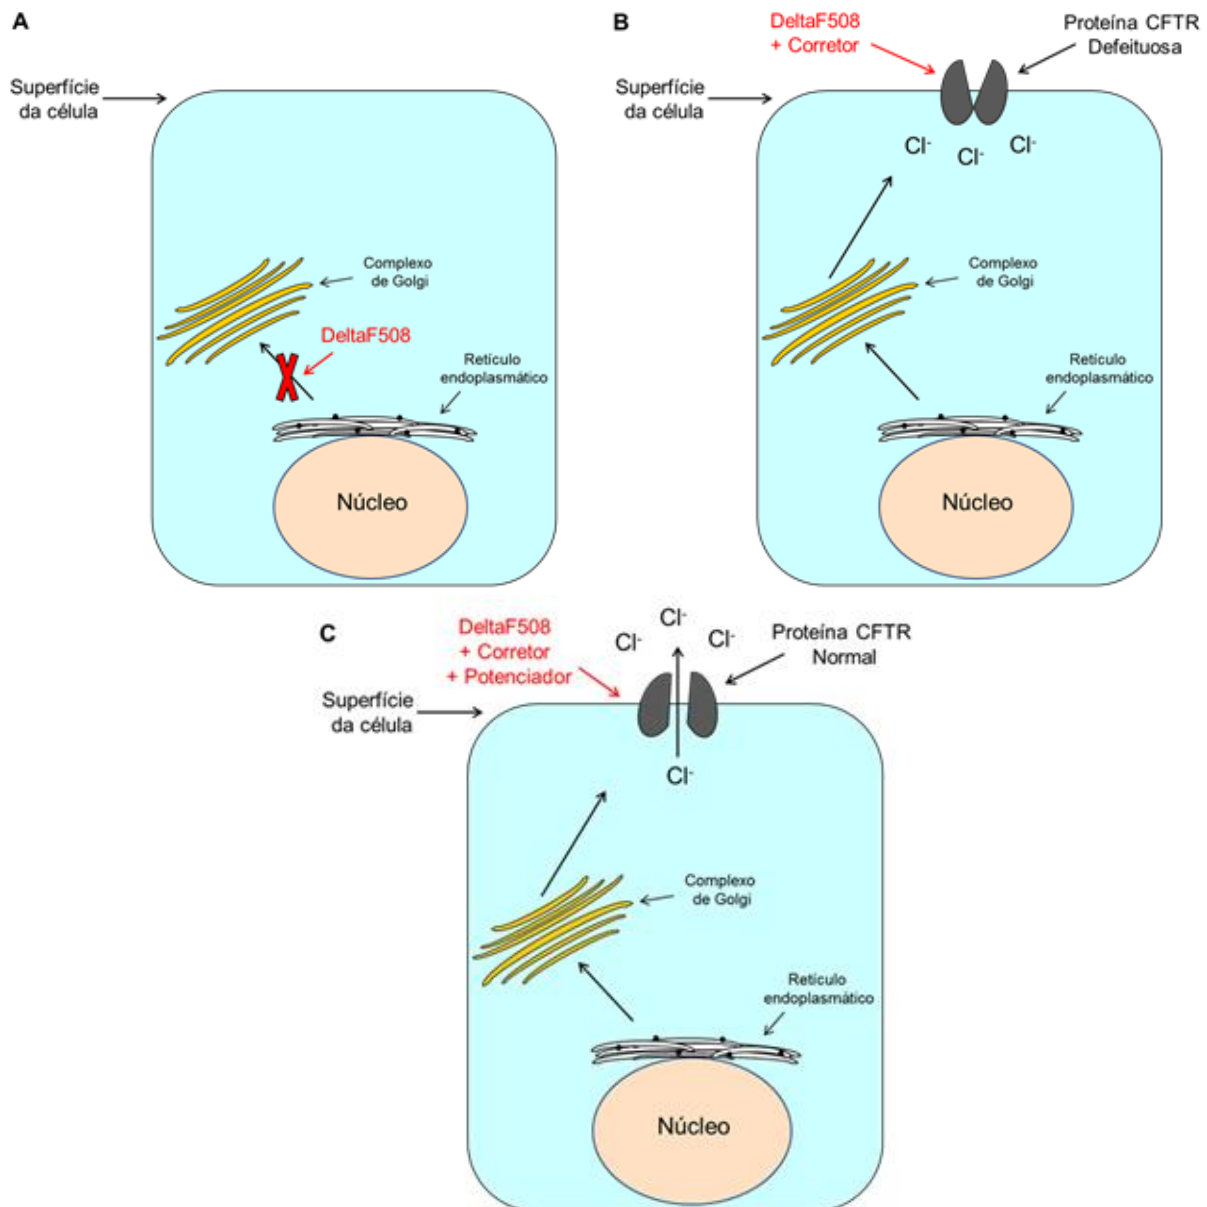 A
Superfície
da célula
Complexo
de Golgi
DeltaF508
Retículo
endoplasmático
Núcleo
B
DeltaF508
+ Corretor
Proteína CFTR
Defeituosa
Superfície
da célula
Cl-
Cl-
Cl-
Complexo
de Golgi
Retículo
endoplasmático
Núcleo
C
DeltaF508
+ Corretor
+ Potenciador
Cl-
Cl-
Cl-
Proteína CFTR
Normal
Superfície
da célula
Cl-
Complexo
de Golgi
Retículo
endoplasmático
Núcleo